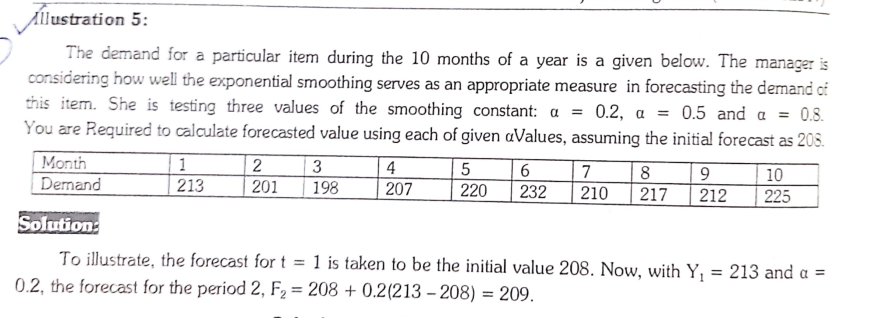 Illustration 5:
The demand for a particular item during the 10 months of a year is a given below. The manager is
considering how well the exponential smoothing serves as an appropriate measure in forecasting the demand of
this item. She is testing three values of the smoothing constant: α = 0.2, α = 0.5 and α = 0.8.
You are Required to calculate forecasted value using each of given αValues, assuming the initial forecast as 208.
Month 1 2 3 4 5 6 7 8 9 10
Demand 213 201 198 207 220 232 210 217 212 225
Solution:
To illustrate, the forecast for t = 1 is taken to be the initial value 208. Now, with Y₁ = 213 and α =
0.2, the forecast for the period 2, F₂ = 208 + 0.2(213 – 208) = 209.